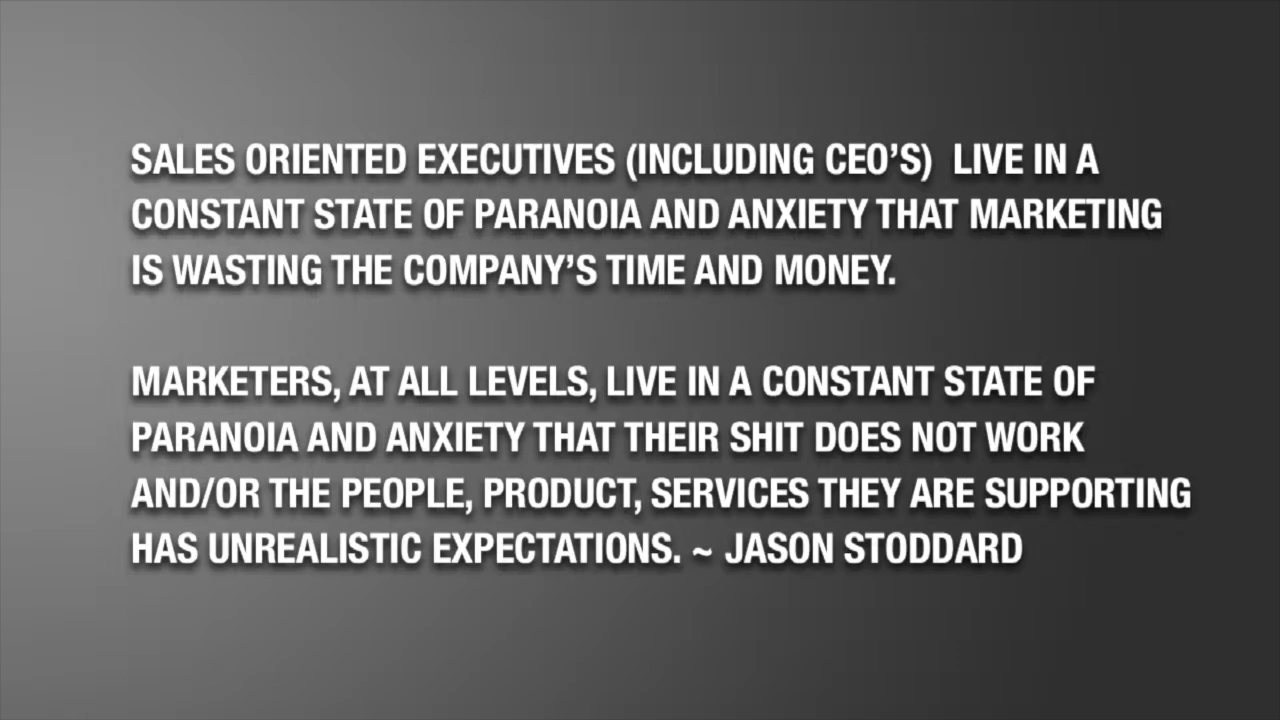 SALES ORIENTED EXECUTIVES (INCLUDING CEO'S)  LIVE IN A
CONSTANT STATE OF PARANOIA AND ANXIETY THAT MARKETING
IS WASTING THE COMPANY'S TIME AND MONEY.
MARKETERS, AT ALL LEVELS, LIVE IN A CONSTANT STATE OF
PARANOIA AND ANXIETY THAT THEIR SHIT DOES NOT WORK
AND/OR THE PEOPLE, PRODUCT, SERVICES THEY ARE SUPPORTING
HAS UNREALISTIC EXPECTATIONS. ~ JASON STODDARD